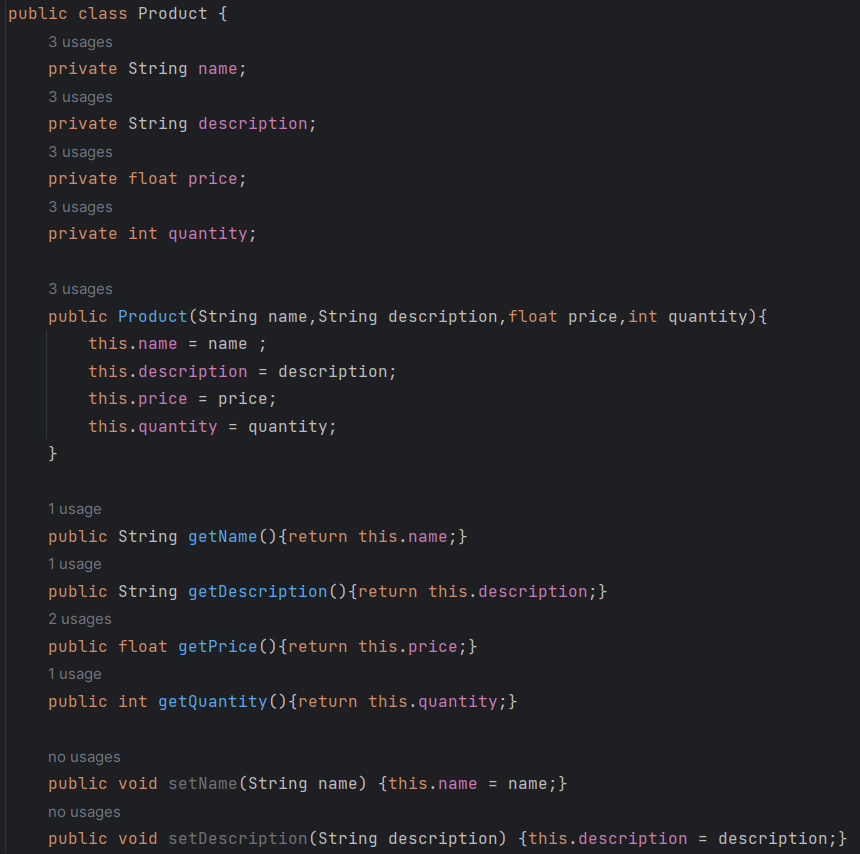 public class Product {
3 usages
private String name;
3 usages
private String description;
3 usages
private float price;
3 usages
private int quantity;
3 usages
public Product(String name,String description,float price,int quantity){
this.name = name ;
this.description = description;
this.price = price;
this.quantity = quantity;
}
1 usage
public String getName(){return this.name;}
1 usage
public String getDescription(){return this.description;}
2 usages
public float getPrice(){return this.price;}
1 usage
public int getQuantity(){return this.quantity;}
no usages
public void setName(String name) {this.name = name;}
no usages
public void setDescription(String description) {this.description = description;}